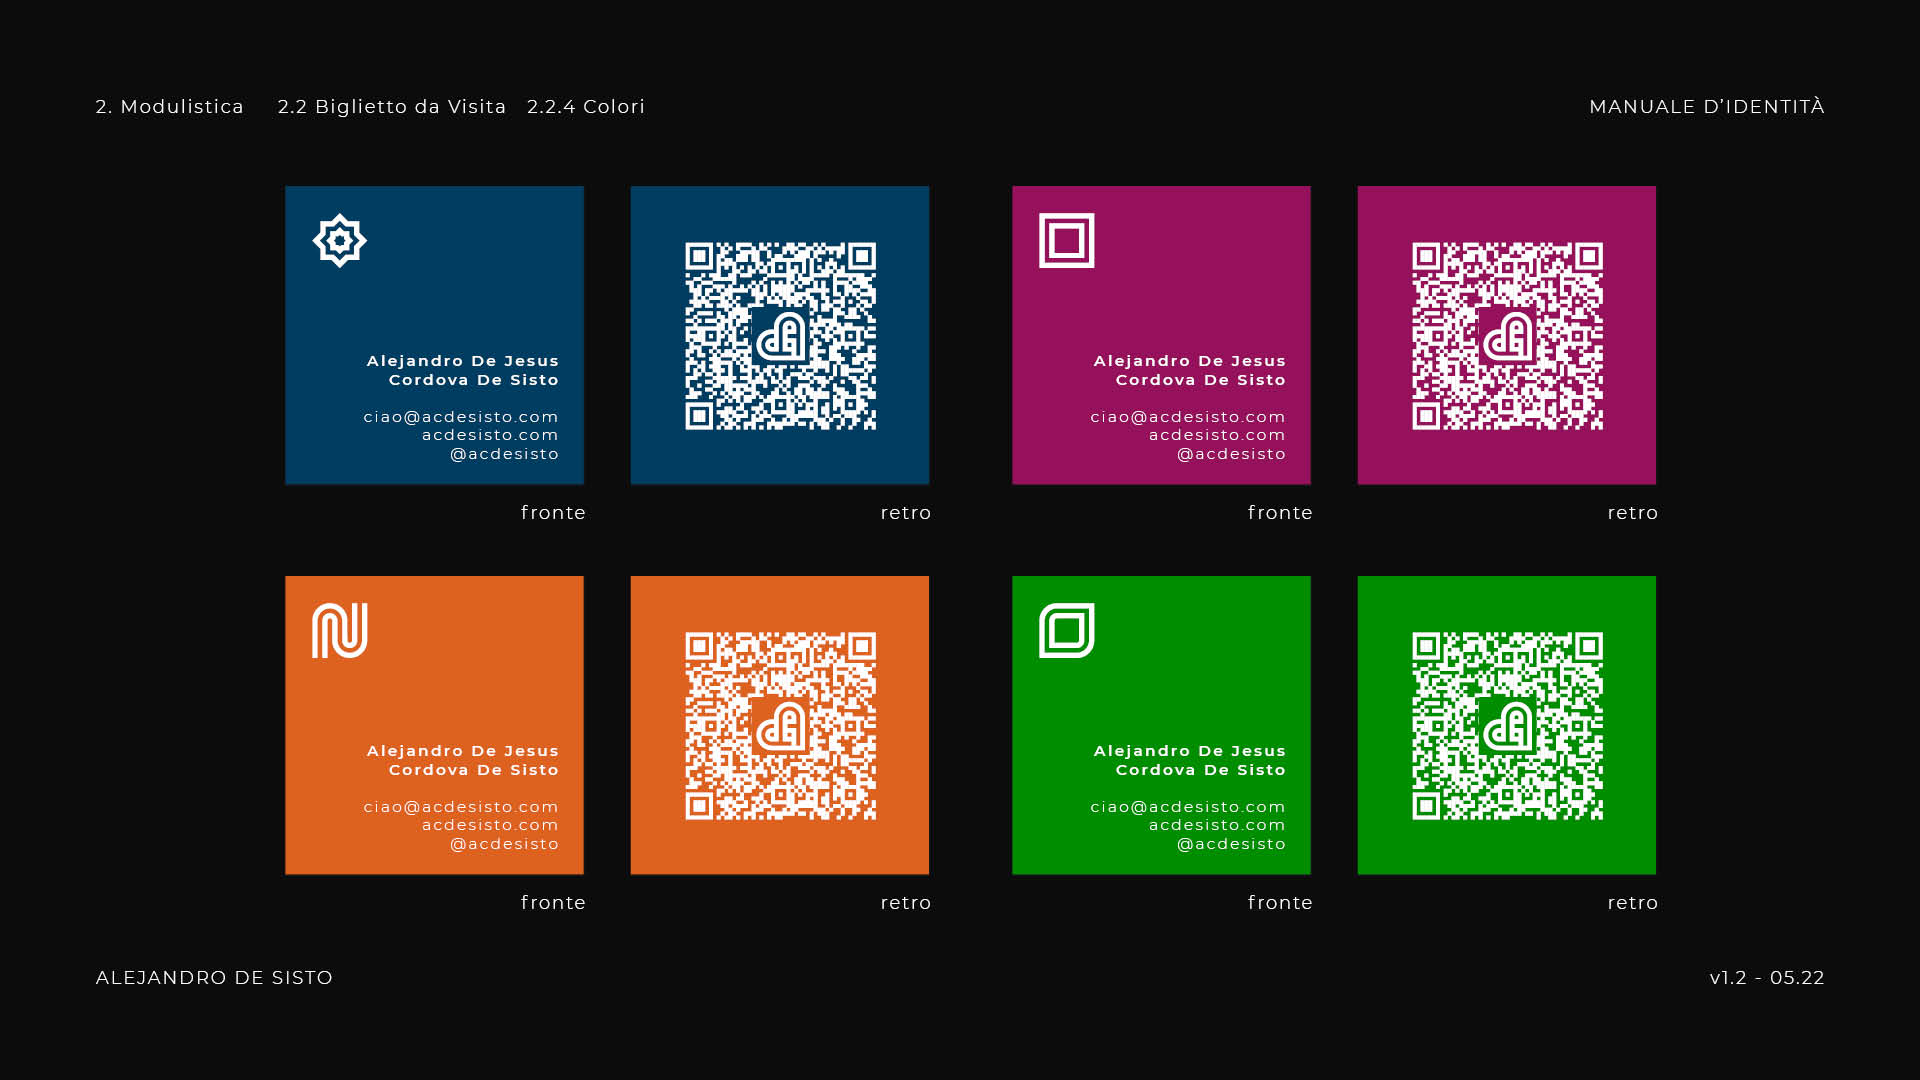 2. Modulistica 2.2 Biglietto da Visita 2.2.4 Colori
MANUALE D’IDENTITÀ
Alejandro De Jesus
Cordova De Sisto
ciao@acdesisto.com
acdesisto.com
@acdesisto
fronte
retro
Alejandro De Jesus
Cordova De Sisto
ciao@acdesisto.com
acdesisto.com
@acdesisto
fronte
retro
Alejandro De Jesus
Cordova De Sisto
ciao@acdesisto.com
acdesisto.com
@acdesisto
fronte
retro
Alejandro De Jesus
Cordova De Sisto
ciao@acdesisto.com
acdesisto.com
@acdesisto
fronte
retro
ALEJANDRO DE SISTO
v1.2 - 05.22